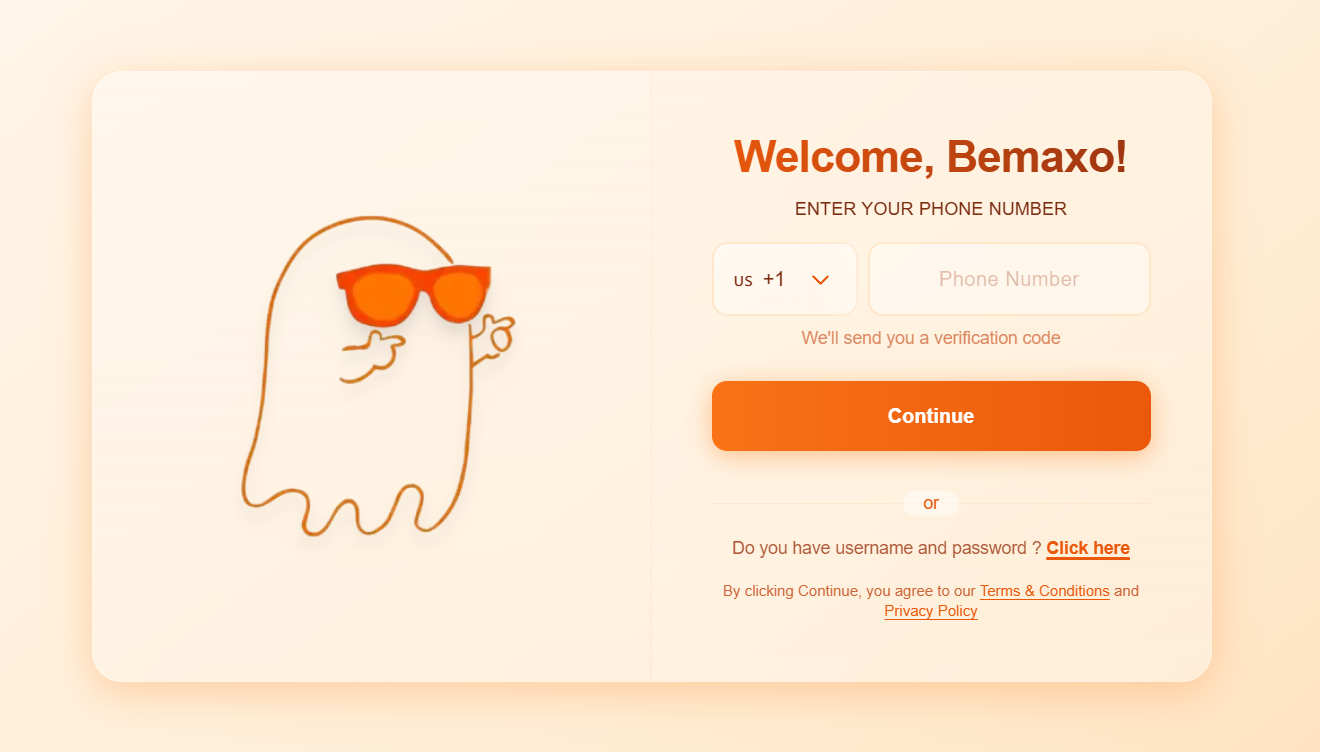 Welcome, Bemaxo!
ENTER YOUR PHONE NUMBER
US +1
Phone Number
We'll send you a verification code
Continue
or
Do you have username and password ? Click here
By clicking Continue, you agree to our Terms & Conditions and
Privacy Policy